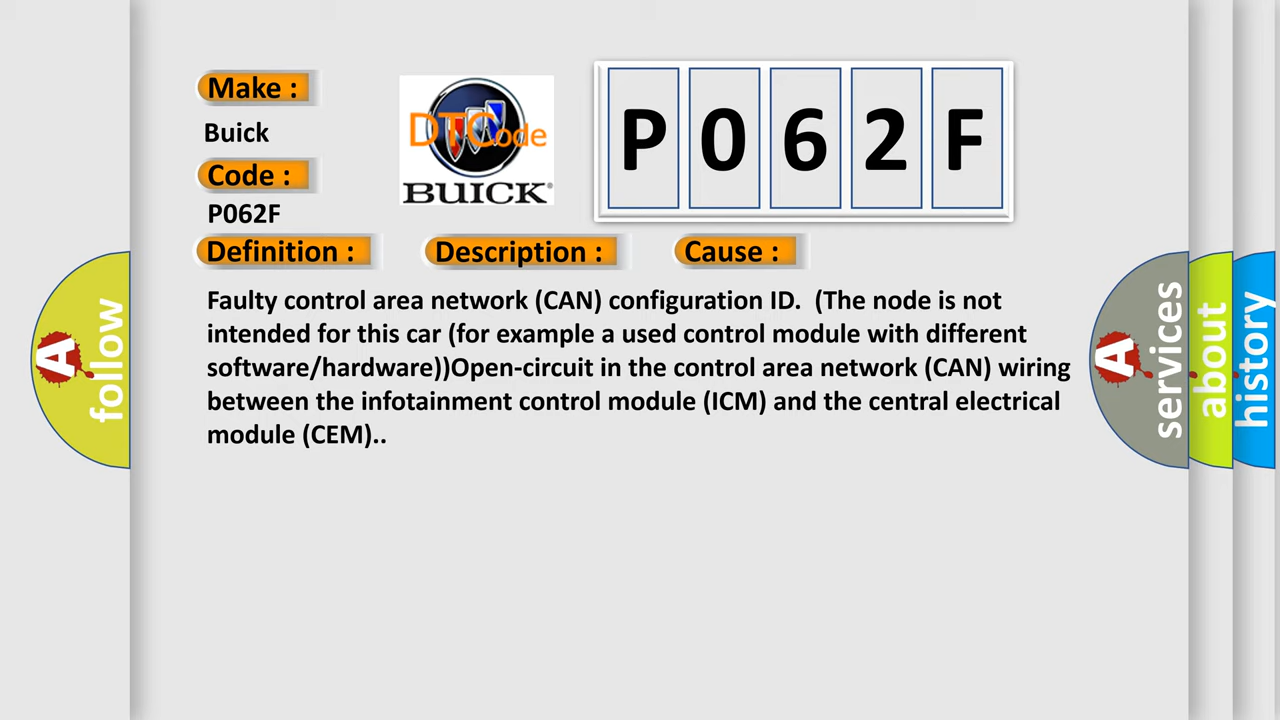 Make :
Buick
Code :
P062F
DTCode
BUICK®
P062F
Definition :
Description :
Cause :
Faulty control area network (CAN) configuration ID  (The node is not
intended for this car (for example a used control module with different
software/hardware))Open-circuit in the control area network (CAN) wiring
between the infotainment control module (ICM) and the central electrical
module (CEM)..
A follow
A services
about
history